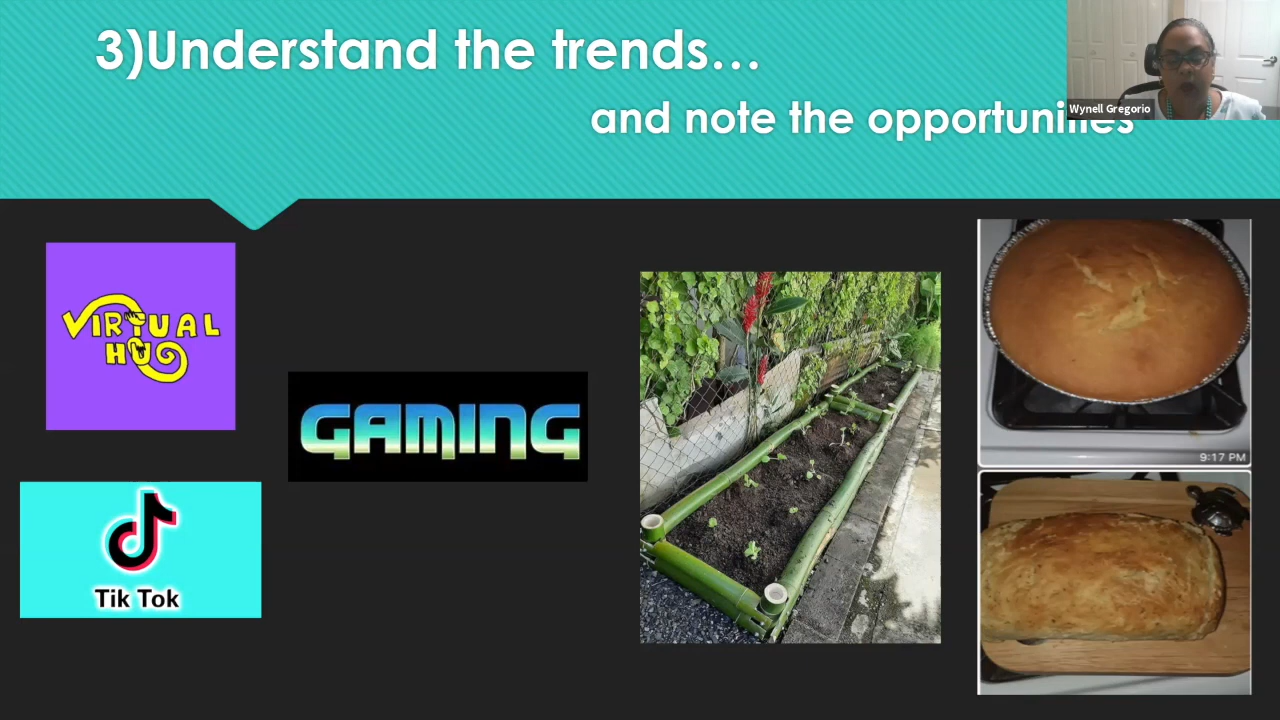 3)Understand the trends...
and note the opportunities
Wynell Gregorio
VIRTUAL
HUG
GAMING
Tik Tok
9:17 PM